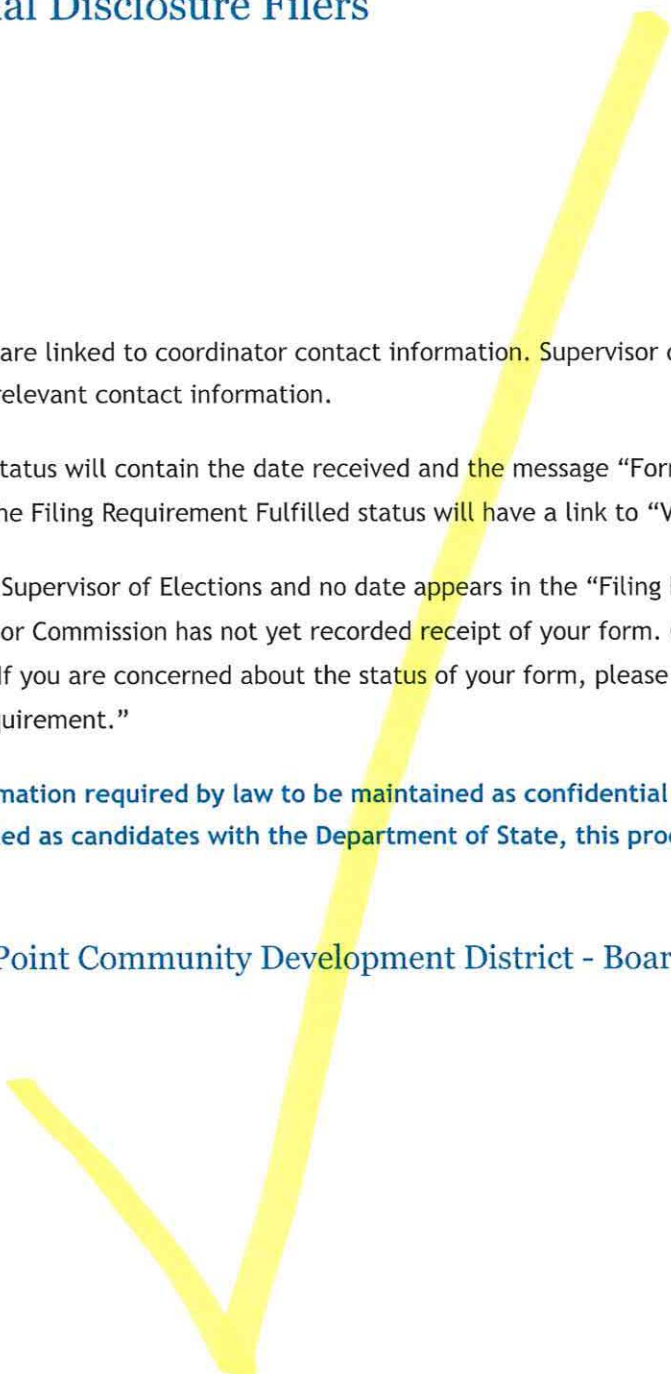 al Disclosure Filers
are linked to coordinator contact information. Supervisor o
relevant contact information.
tatus will contain the date received and the message “For
he Filing Requirement Fulfilled status will have a link to “V
Supervisor of Elections and no date appears in the “Filing
or Commission has not yet recorded receipt of your form.
If you are concerned about the status of your form, please
quirement.”
mation required by law to be maintained as confidential
ed as candidates with the Department of State, this pro
Point Community Development District - Boar